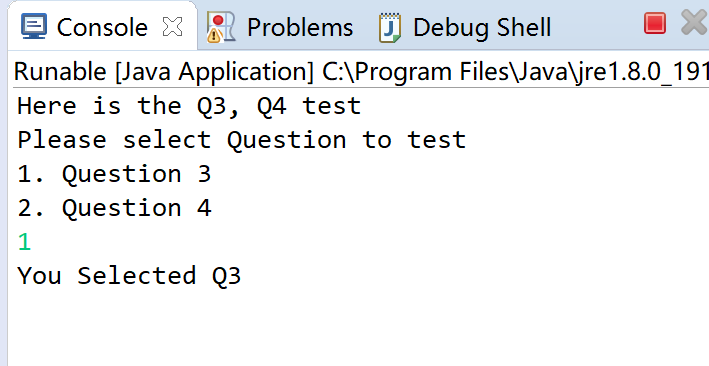 Console Problems Debug Shell
Runable [Java Application] C:\Program Files\Java\jre1.8.0_191
Here is the Q3, Q4 test
Please select Question to test
1. Question 3
2. Question 4
1
You Selected Q3